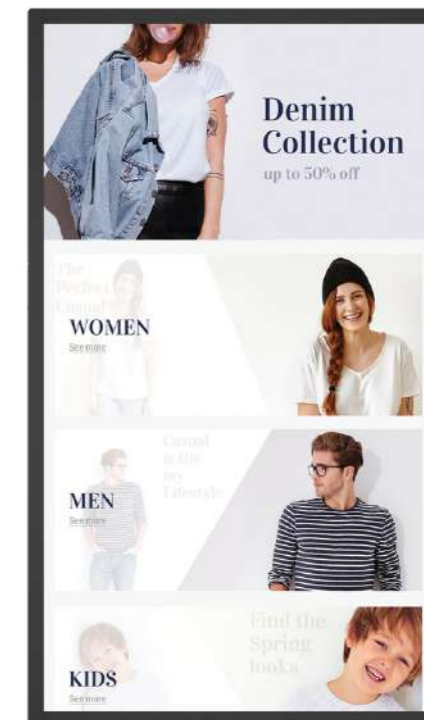 Denim
Collection
up to 50% off
The
Perfect
Casual
WOMEN
See more
Casual
is the
my
Lifestyle
MEN
See more
Find the
Spring
looks
KIDS
See more